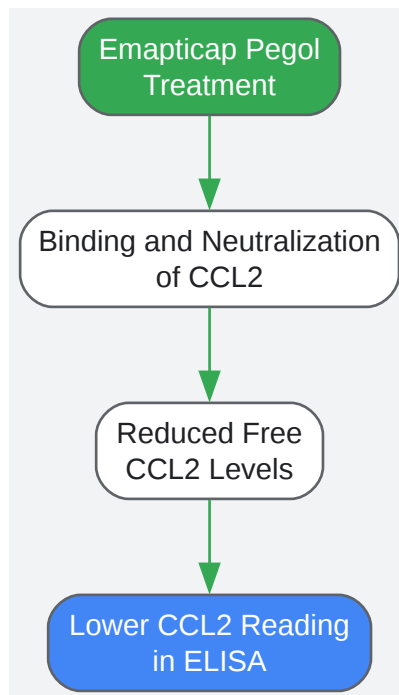 Emapticap Pegol
Treatment
Binding and Neutralization
of CCL2
Reduced Free
CCL2 Levels
Lower CCL2 Reading
in ELISA